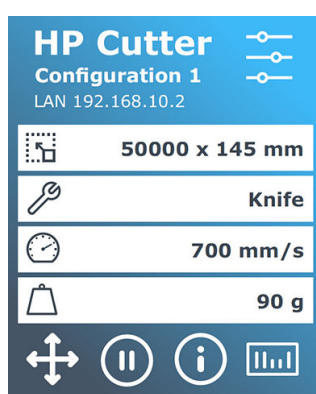 HP Cutter
Configuration 1
LAN 192.168.10.2
50000 x 145 mm
Knife
700 mm/s
90 g